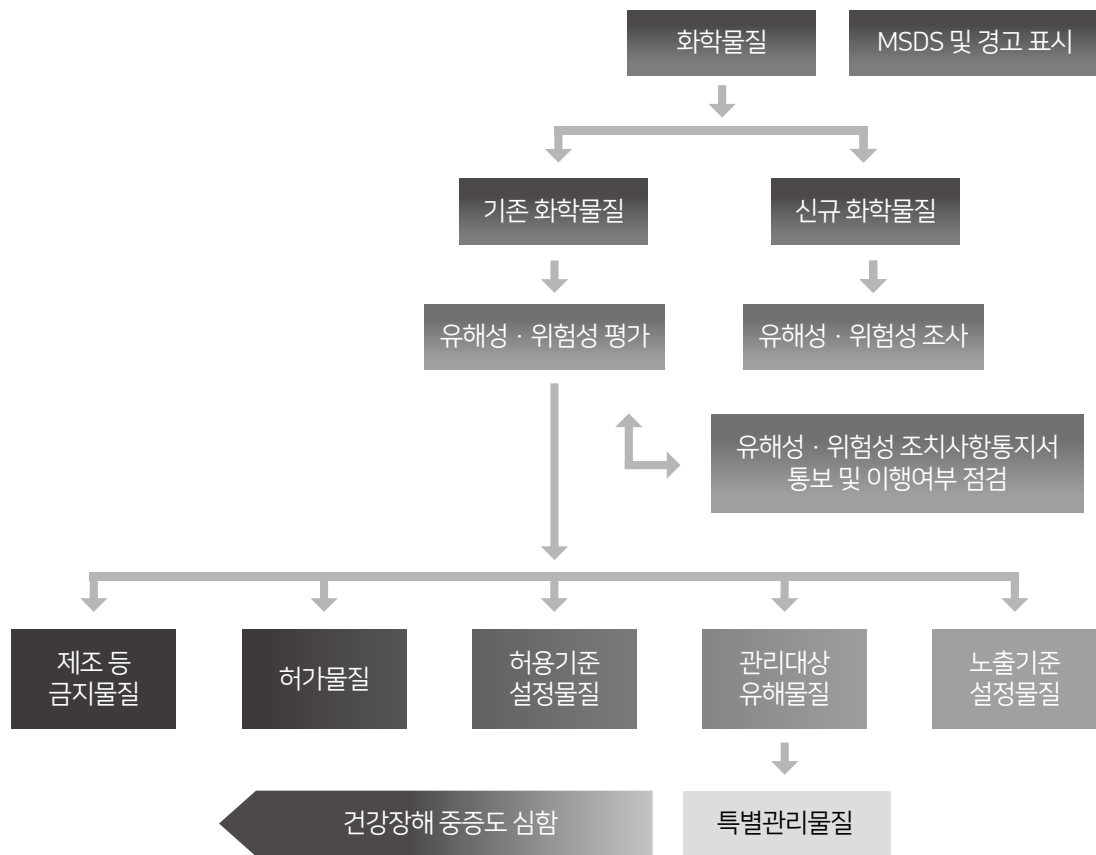 화학물질
MSDS 및 경고 표시
기존 화학물질
신규 화학물질
유해성 · 위험성 평가
유해성 · 위험성 조사
유해성 · 위험성 조치사항통지서
통보 및 이행여부 점검
제조 등
금지물질
허가물질
허용기준
설정물질
관리대상
유해물질
노출기준
설정물질
건강장해 중증도 심함
특별관리물질